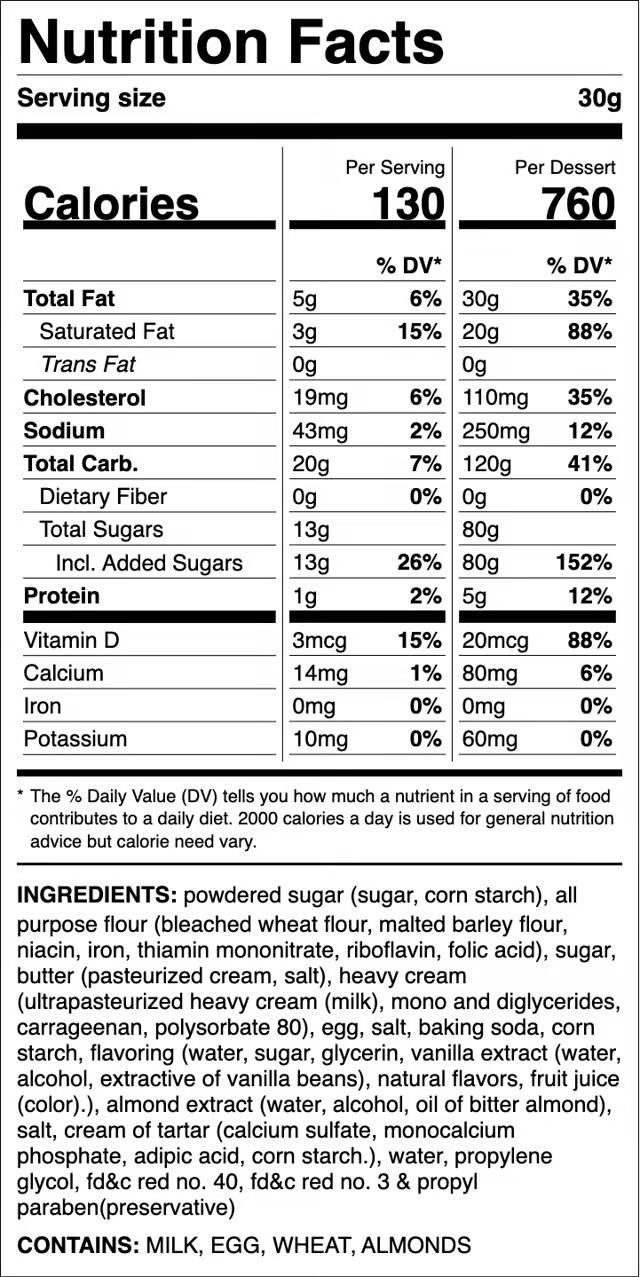 Nutrition Facts
Serving size 30g
Per Serving Per Dessert
Calories 130 760
% DV* % DV*
Total Fat 5g 6% 30g 35%
Saturated Fat 3g 15% 20g 88%
Trans Fat 0g 0g
Cholesterol 19mg 6% 110mg 35%
Sodium 43mg 2% 250mg 12%
Total Carb. 20g 7% 120g 41%
Dietary Fiber 0g 0% 0g 0%
Total Sugars 13g 80g
Incl. Added Sugars 13g 26% 80g 152%
Protein 1g 2% 5g 12%
Vitamin D 3mcg 15% 20mcg 88%
Calcium 14mg 1% 80mg 6%
Iron 0mg 0% 0mg 0%
Potassium 10mg 0% 60mg 0%
* The % Daily Value (DV) tells you how much a nutrient in a serving of food
contributes to a daily diet. 2000 calories a day is used for general nutrition
advice but calorie need vary.
INGREDIENTS: powdered sugar (sugar, corn starch), all
purpose flour (bleached wheat flour, malted barley flour,
niacin, iron, thiamin mononitrate, riboflavin, folic acid), sugar,
butter (pasteurized cream, salt), heavy cream
(ultrapasteurized heavy cream (milk), mono and diglycerides,
carrageenan, polysorbate 80), egg, salt, baking soda, corn
starch, flavoring (water, sugar, glycerin, vanilla extract (water,
alcohol, extractive of vanilla beans), natural flavors, fruit juice
(color).), almond extract (water, alcohol, oil of bitter almond),
salt, cream of tartar (calcium sulfate, monocalcium
phosphate, adipic acid, corn starch.), water, propylene
glycol, fd&c red no. 40, fd&c red no. 3 & propyl
paraben(preservative)
CONTAINS: MILK, EGG, WHEAT, ALMONDS